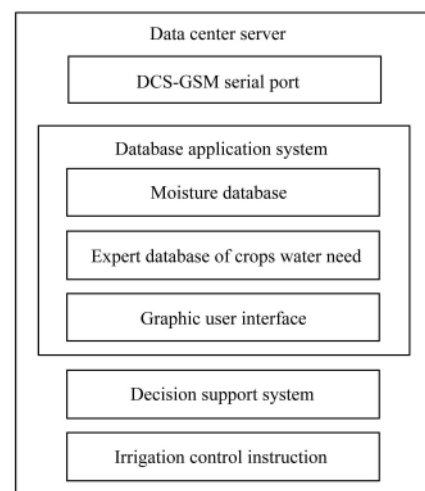 Data center server
DCS-GSM serial port
Database application system
Moisture database
Expert database of crops water need
Graphic user interface
Decision support system
Irrigation control instruction